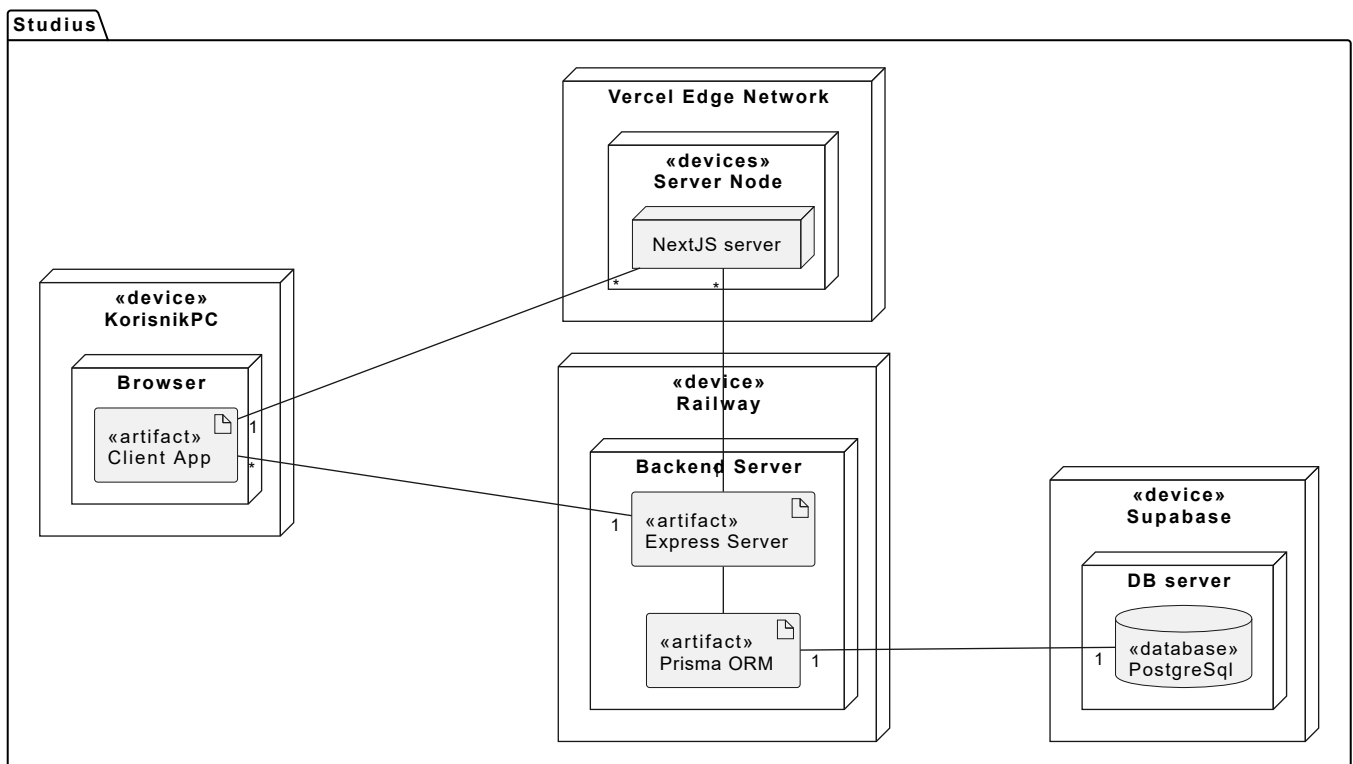 Studius
Vercel Edge Network
«devices»
Server Node
NextJS server
*
*
«device»
KorisnikPC
Browser
«artifact»
Client App
1
*
«device»
Railway
Backend Server
1
«artifact»
Express Server
1
«artifact»
Prisma ORM
1
«device»
Supabase
DB server
«database»
PostgreSql
1